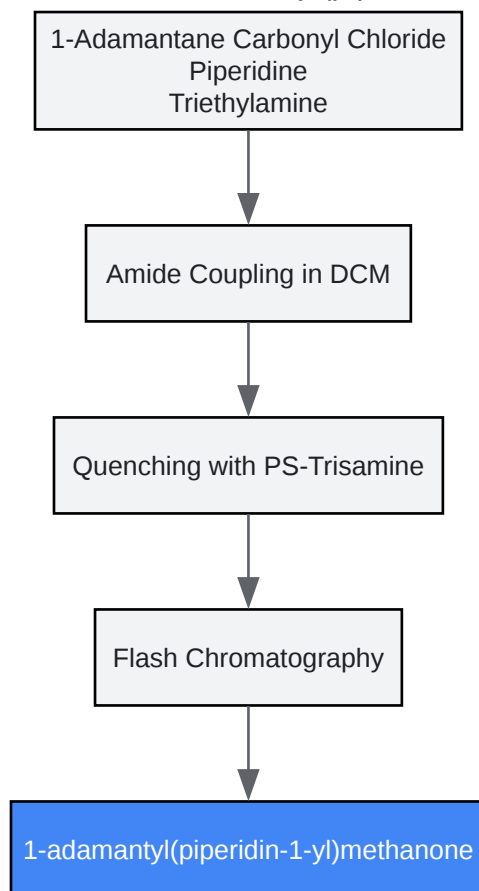 1-Adamantane Carbonyl Chloride
Piperidine
Triethylamine
Amide Coupling in DCM
Quenching with PS-Trisamine
Flash Chromatography
1-adamantyl(piperidin-1-yl)methanone